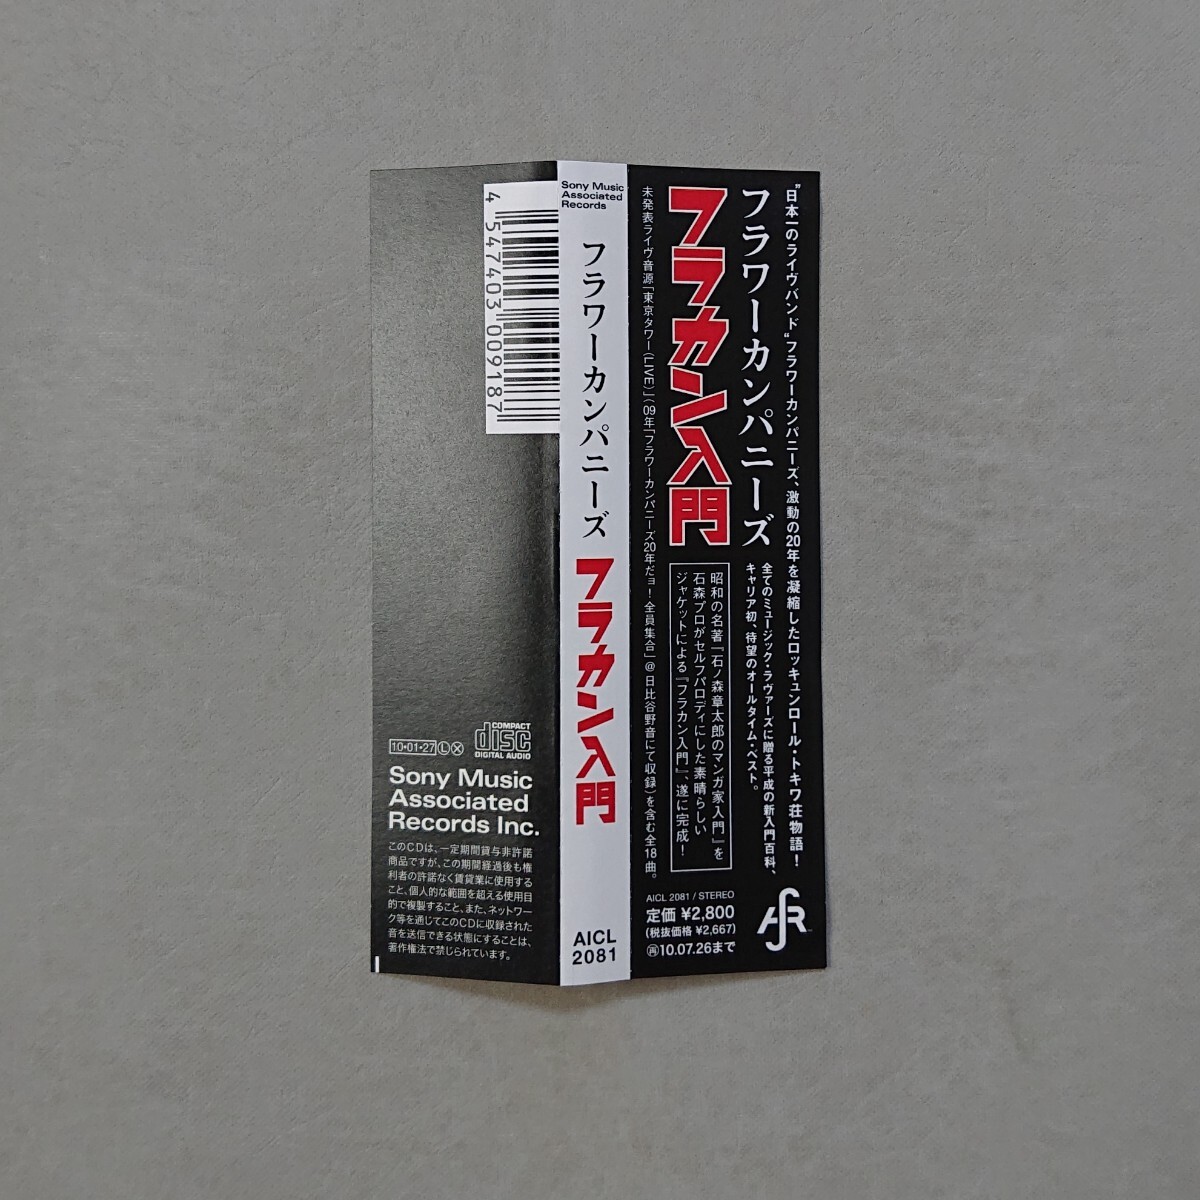 "日本一のライヴバンド"フラワーカンパニーズ、激動の20年を凝縮したロッキュンロール・トキワ荘物語!
フラワーカンパニーズ
全てのミュージック・ラヴァーズに贈る平成の新入門百科、
キャリア初、待望のオールタイム・ベスト。
フラカン入門
昭和の名著「石ノ森章太郎のマンガ家入門」を
石森プロがセルフパロディにした素晴らしい
ジャケットによる『フラカン入門』、遂に完成!
未発表ライヴ音源「東京タワー(LIVE)」(09年「フラワーカンパニーズ20年だョ!全員集合」@日比谷野音にて収録)を含む全18曲。
AICL 2081 / STEREO
定価 ¥2,800
(税抜価格 ¥2,667)
㋐10.07.26まで
Sony Music
Associated
Records
フラワーカンパニーズ
フラカン入門
AICL
2081
4 547403 009187
10・01・27 Ⓛ Ⓧ
COMPACT
disc
DIGITAL AUDIO
Sony Music
Associated
Records Inc.
このCDは、一定期間貸与非許諾
商品ですが、この期間経過後も権
利者の許諾なく賃貸業に使用する
こと、個人的な範囲を超える使用目
的で複製すること、また、ネットワー
ク等を通じてこのCDに収録された
音を送信できる状態にすることは、
著作権法で禁じられています。